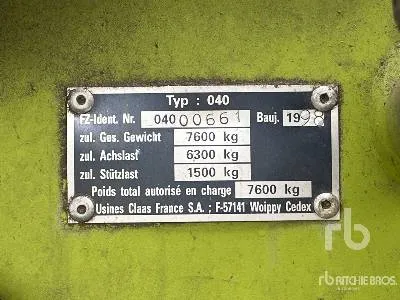 Typ : 040
FZ-Ident. Nr. 04000661 Bauj. 1998
zul. Ges. Gewicht 7600 kg
zul. Achslast 6300 kg
zul. Stützlast 1500 kg
Poids total autorisé en charge 7600 kg
Usines Claas France S.A. ; F-57141 Woippy Cedex
rb
rb RITCHIE BROS.